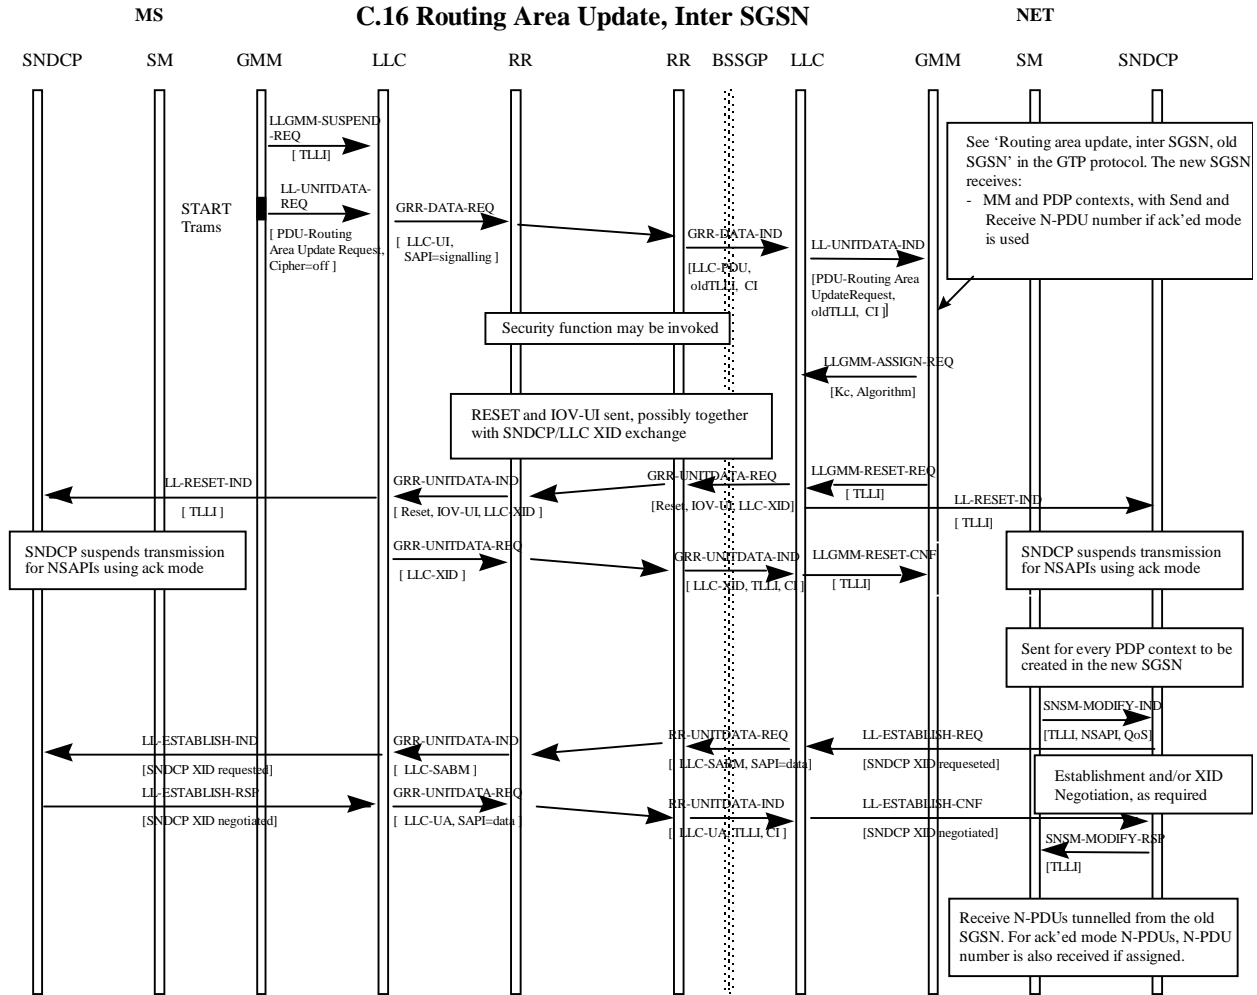 MS
C.16 Routing Area Update, Inter SGSN
NET
SNDCP
SM
GMM
LLC
RR
RR
BSSGP
LLC
GMM
SM
SNDCP
LLGMM-SUSPEND
-REQ
[ TLLI]
LL-UNITDATA-
REQ
START
Trams
[ PDU-Routing
Area Update Request,
Cipher=off ]
GRR-DATA-REQ
[ LLC-UI,
SAPI=signalling ]
GRR-DATA-IND
[LLC-PDU,
oldTLLI, CI
LL-UNITDATA-IND
[PDU-Routing Area
UpdateRequest,
oldTLLI, CI ]]
See ‘Routing area update, inter SGSN, old
SGSN’ in the GTP protocol. The new SGSN
receives:
- MM and PDP contexts, with Send and
Receive N-PDU number if ack’ed mode
is used
Security function may be invoked
LLGMM-ASSIGN-REQ
[Kc, Algorithm]
RESET and IOV-UI sent, possibly together
with SNDCP/LLC XID exchange
LL-RESET-IND
[ TLLI ]
GRR-UNITDATA-IND
[ Reset, IOV-UI, LLC-XID ]
GRR-UNITDATA-REQ
[Reset, IOV-UI, LLC-XID]
LLGMM-RESET-REQ
[ TLLI]
LL-RESET-IND
[ TLLI]
SNDCP suspends transmission
for NSAPIs using ack mode
GRR-UNITDATA-REQ
[ LLC-XID ]
GRR-UNITDATA-IND
[ LLC-XID, TLLI, CI ]
LLGMM-RESET-CNF
[ TLLI]
SNDCP suspends transmission
for NSAPIs using ack mode
Sent for every PDP context to be
created in the new SGSN
SNSM-MODIFY-IND
[TLLI, NSAPI, QoS]
LL-ESTABLISH-IND
[SNDCP XID requested]
GRR-UNITDATA-IND
[ LLC-SABM ]
RR-UNITDATA-REQ
[ LLC-SABM, SAPI=data]
LL-ESTABLISH-REQ
[SNDCP XID requeseted]
Establishment and/or XID
Negotiation, as required
LL-ESTABLISH-RSP
[SNDCP XID negotiated]
GRR-UNITDATA-REQ
[ LLC-UA, SAPI=data ]
RR-UNITDATA-IND
[ LLC-UA, TLLI, CI ]
LL-ESTABLISH-CNF
[SNDCP XID negotiated]
SNSM-MODIFY-RSP
[TLLI]
Receive N-PDUs tunnelled from the old
SGSN. For ack’ed mode N-PDUs, N-PDU
number is also received if assigned.